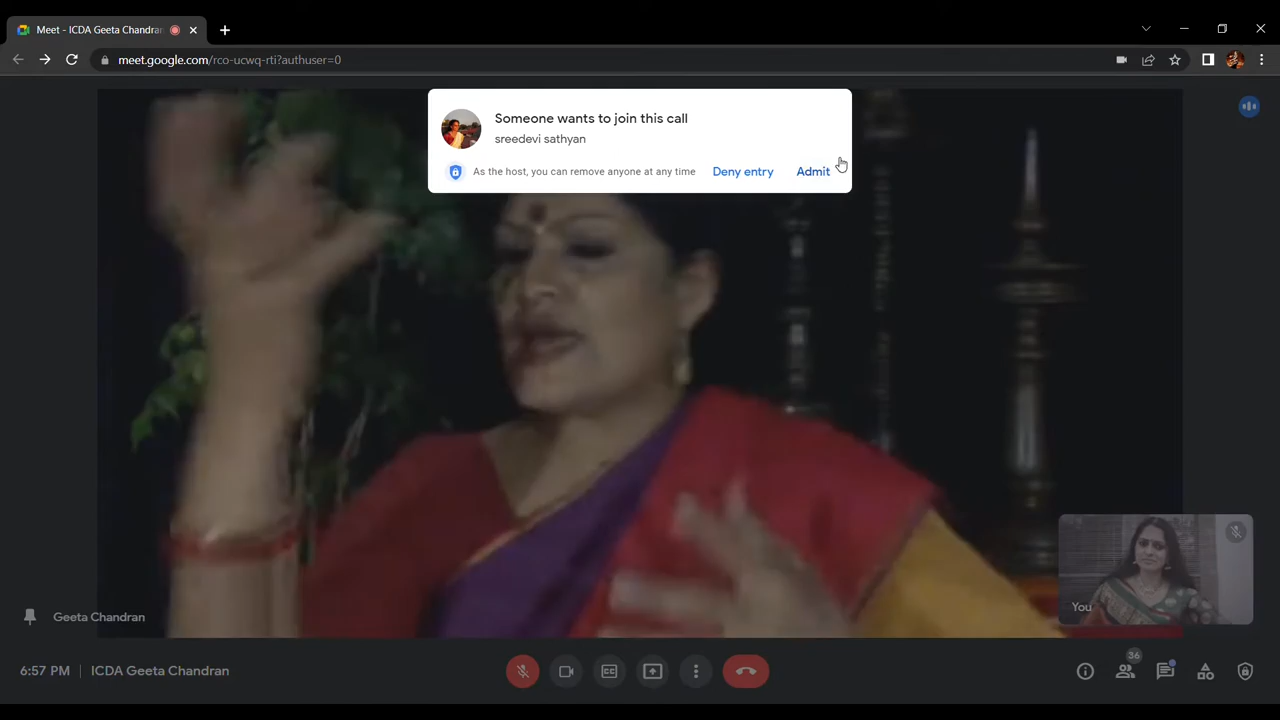 Meet - ICDA Geeta Chandran
meet.google.com/rco-ucwq-rti?authuser=0
Someone wants to join this call
sreedevi sathyan
As the host, you can remove anyone at any time
Deny entry
Admit
You
Geeta Chandran
6:57 PM | ICDA Geeta Chandran
CC
36